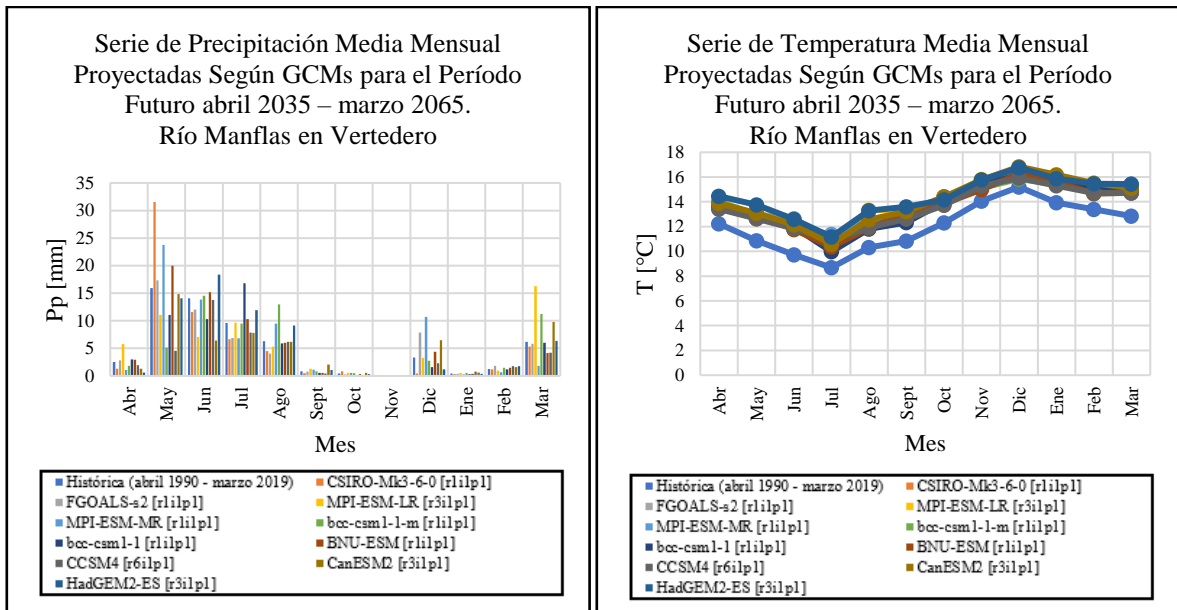 Serie de Precipitación Media Mensual
Proyectadas Según GCMs para el Período
Futuro abril 2035 – marzo 2065.
Río Manflas en Vertedero
35
30
25
20
15
10
5
0
Pp [mm]
Abr
May
Jun
Jul
Ago
Sept
Oct
Nov
Dic
Ene
Feb
Mar
Mes
Histórica (abril 1990 - marzo 2019)
CSIRO-Mk3-6-0 [r1i1p1]
FGOALS-s2 [r1i1p1]
MPI-ESM-LR [r3i1p1]
MPI-ESM-MR [r1i1p1]
bcc-csm1-1-m [r1i1p1]
bcc-csm1-1 [r1i1p1]
BNU-ESM [r1i1p1]
CCSM4 [r6i1p1]
CanESM2 [r3i1p1]
HadGEM2-ES [r3i1p1]
Serie de Temperatura Media Mensual
Proyectadas Según GCMs para el Período
Futuro abril 2035 – marzo 2065.
Río Manflas en Vertedero
18
16
14
12
10
8
6
4
2
0
T [°C]
Abr
May
Jun
Jul
Ago
Sept
Oct
Nov
Dic
Ene
Feb
Mar
Mes
Histórica (abril 1990 - marzo 2019)
CSIRO-Mk3-6-0 [r1i1p1]
FGOALS-s2 [r1i1p1]
MPI-ESM-LR [r3i1p1]
MPI-ESM-MR [r1i1p1]
bcc-csm1-1-m [r1i1p1]
bcc-csm1-1 [r1i1p1]
BNU-ESM [r1i1p1]
CCSM4 [r6i1p1]
CanESM2 [r3i1p1]
HadGEM2-ES [r3i1p1]